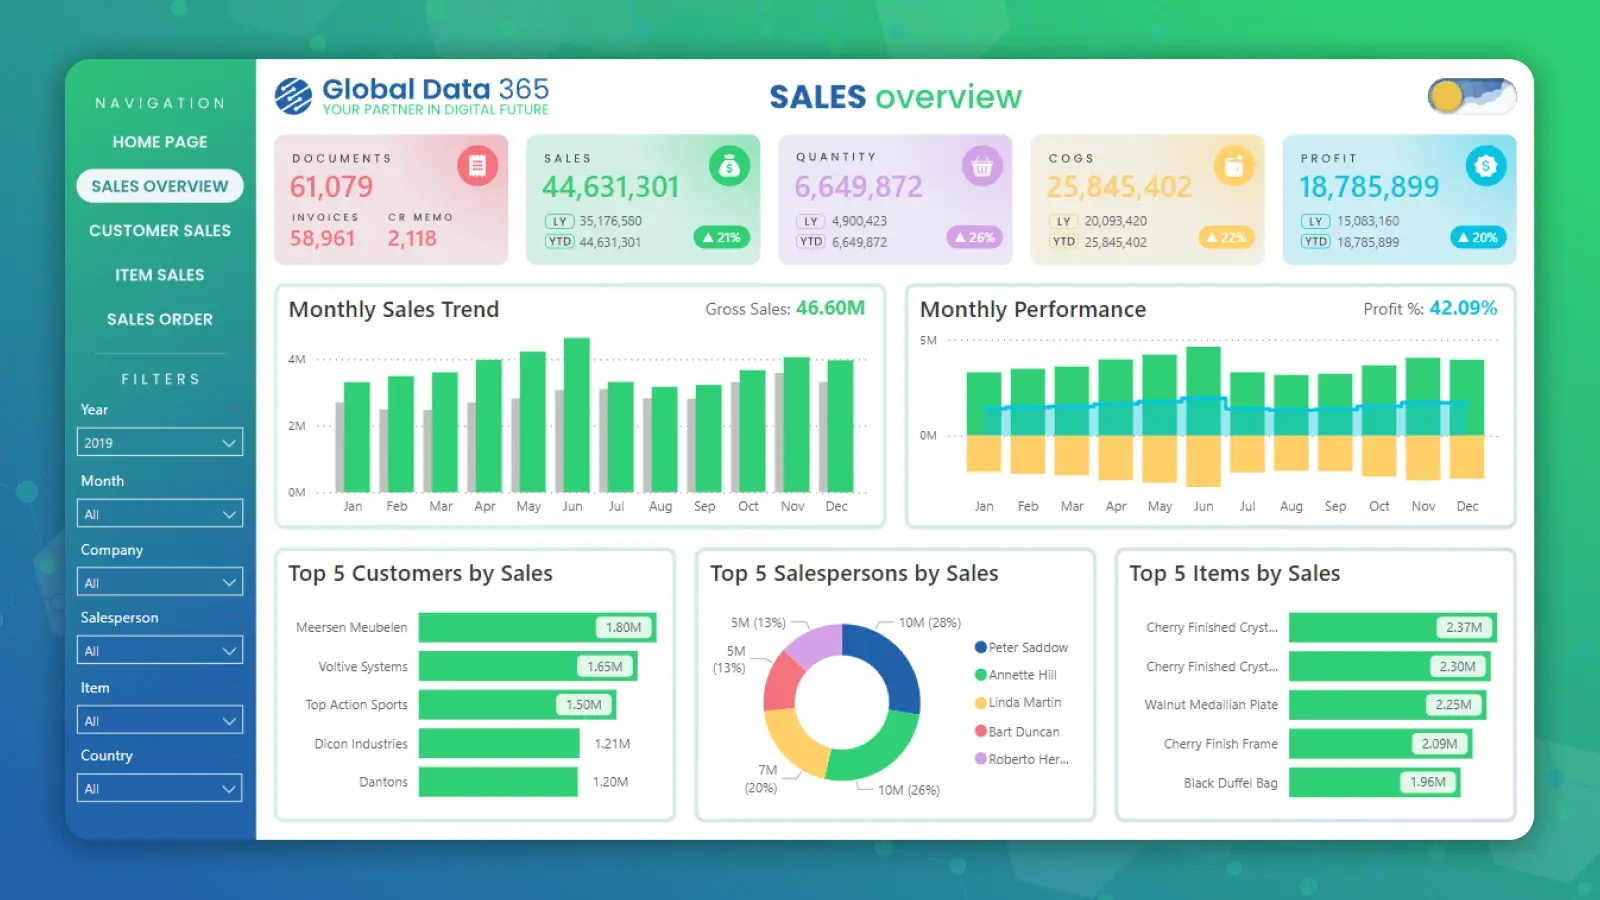 NAVIGATION
HOME PAGE
SALES OVERVIEW
CUSTOMER SALES
ITEM SALES
SALES ORDER
FILTERS
Year
2019
Month
All
Company
All
Salesperson
All
Item
All
Country
All
Global Data 365
YOUR PARTNER IN DIGITAL FUTURE
SALES overview
DOCUMENTS
61,079
INVOICES CR MEMO
58,961 2,118
SALES
44,631,301
LY 35,176,580
YTD 44,631,301
▲ 21%
QUANTITY
6,649,872
LY 4,900,423
YTD 6,649,872
▲ 26%
COGS
25,845,402
LY 20,093,420
YTD 25,845,402
▲ 22%
PROFIT
18,785,899
LY 15,083,160
YTD 18,785,899
▲ 20%
Monthly Sales Trend
Gross Sales: 46.60M
4M
2M
0M
Jan Feb Mar Apr May Jun Jul Aug Sep Oct Nov Dec
Monthly Performance
Profit %: 42.09%
5M
0M
Jan Feb Mar Apr May Jun Jul Aug Sep Oct Nov Dec
Top 5 Customers by Sales
Meersen Meubelen 1.80M
Voltive Systems 1.65M
Top Action Sports 1.50M
Dicon Industries 1.21M
Dantons 1.20M
Top 5 Salespersons by Sales
5M (13%)
10M (28%)
5M
(13%)
7M
(20%)
10M (26%)
Peter Saddow
Annette Hill
Linda Martin
Bart Duncan
Roberto Her...
Top 5 Items by Sales
Cherry Finished Cryst... 2.37M
Cherry Finished Cryst... 2.30M
Walnut Medallian Plate 2.25M
Cherry Finish Frame 2.09M
Black Duffel Bag 1.96M